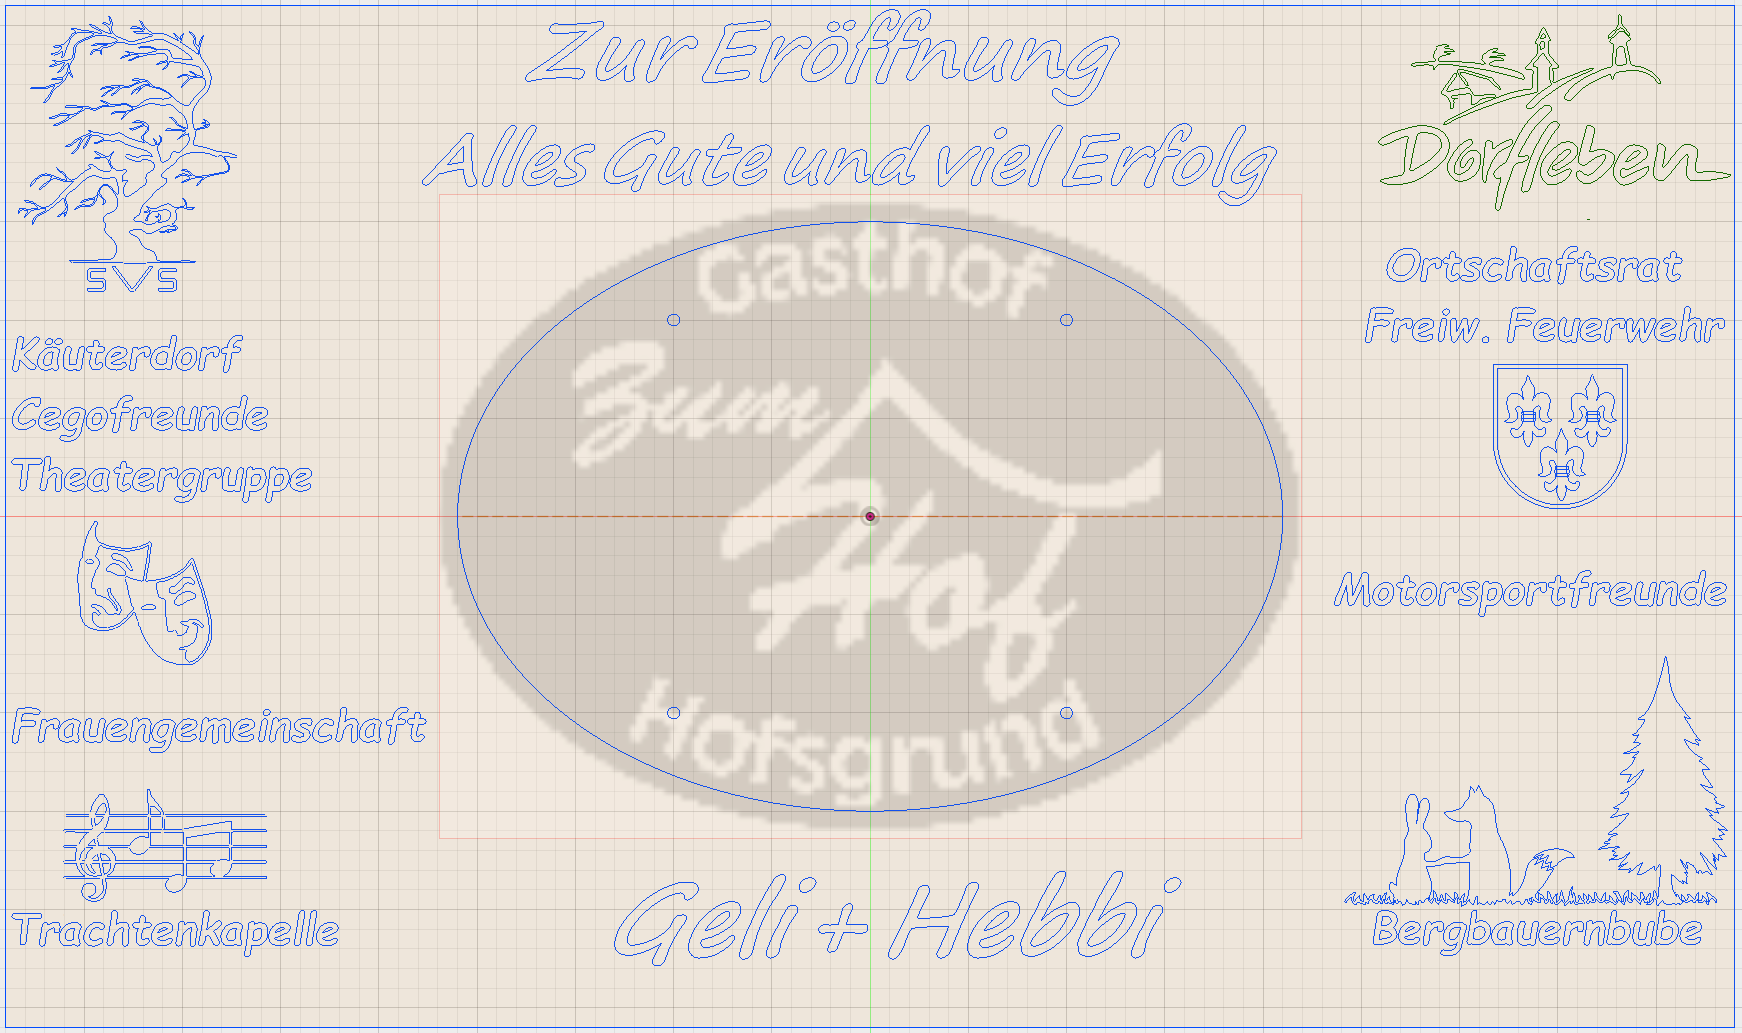 Zur Eröffnung
Alles Gute und viel Erfolg
SVS
Käuterdorf
Cegofreunde
Theatergruppe
Frauengemeinschaft
Trachtenkapelle
Gasthof
Zum
Hof
Hofsgrund
Geli + Hebbi
Dorfleben
Ortschaftsrat
Freiw. Feuerwehr
Motorsportfreunde
Bergbauernbube